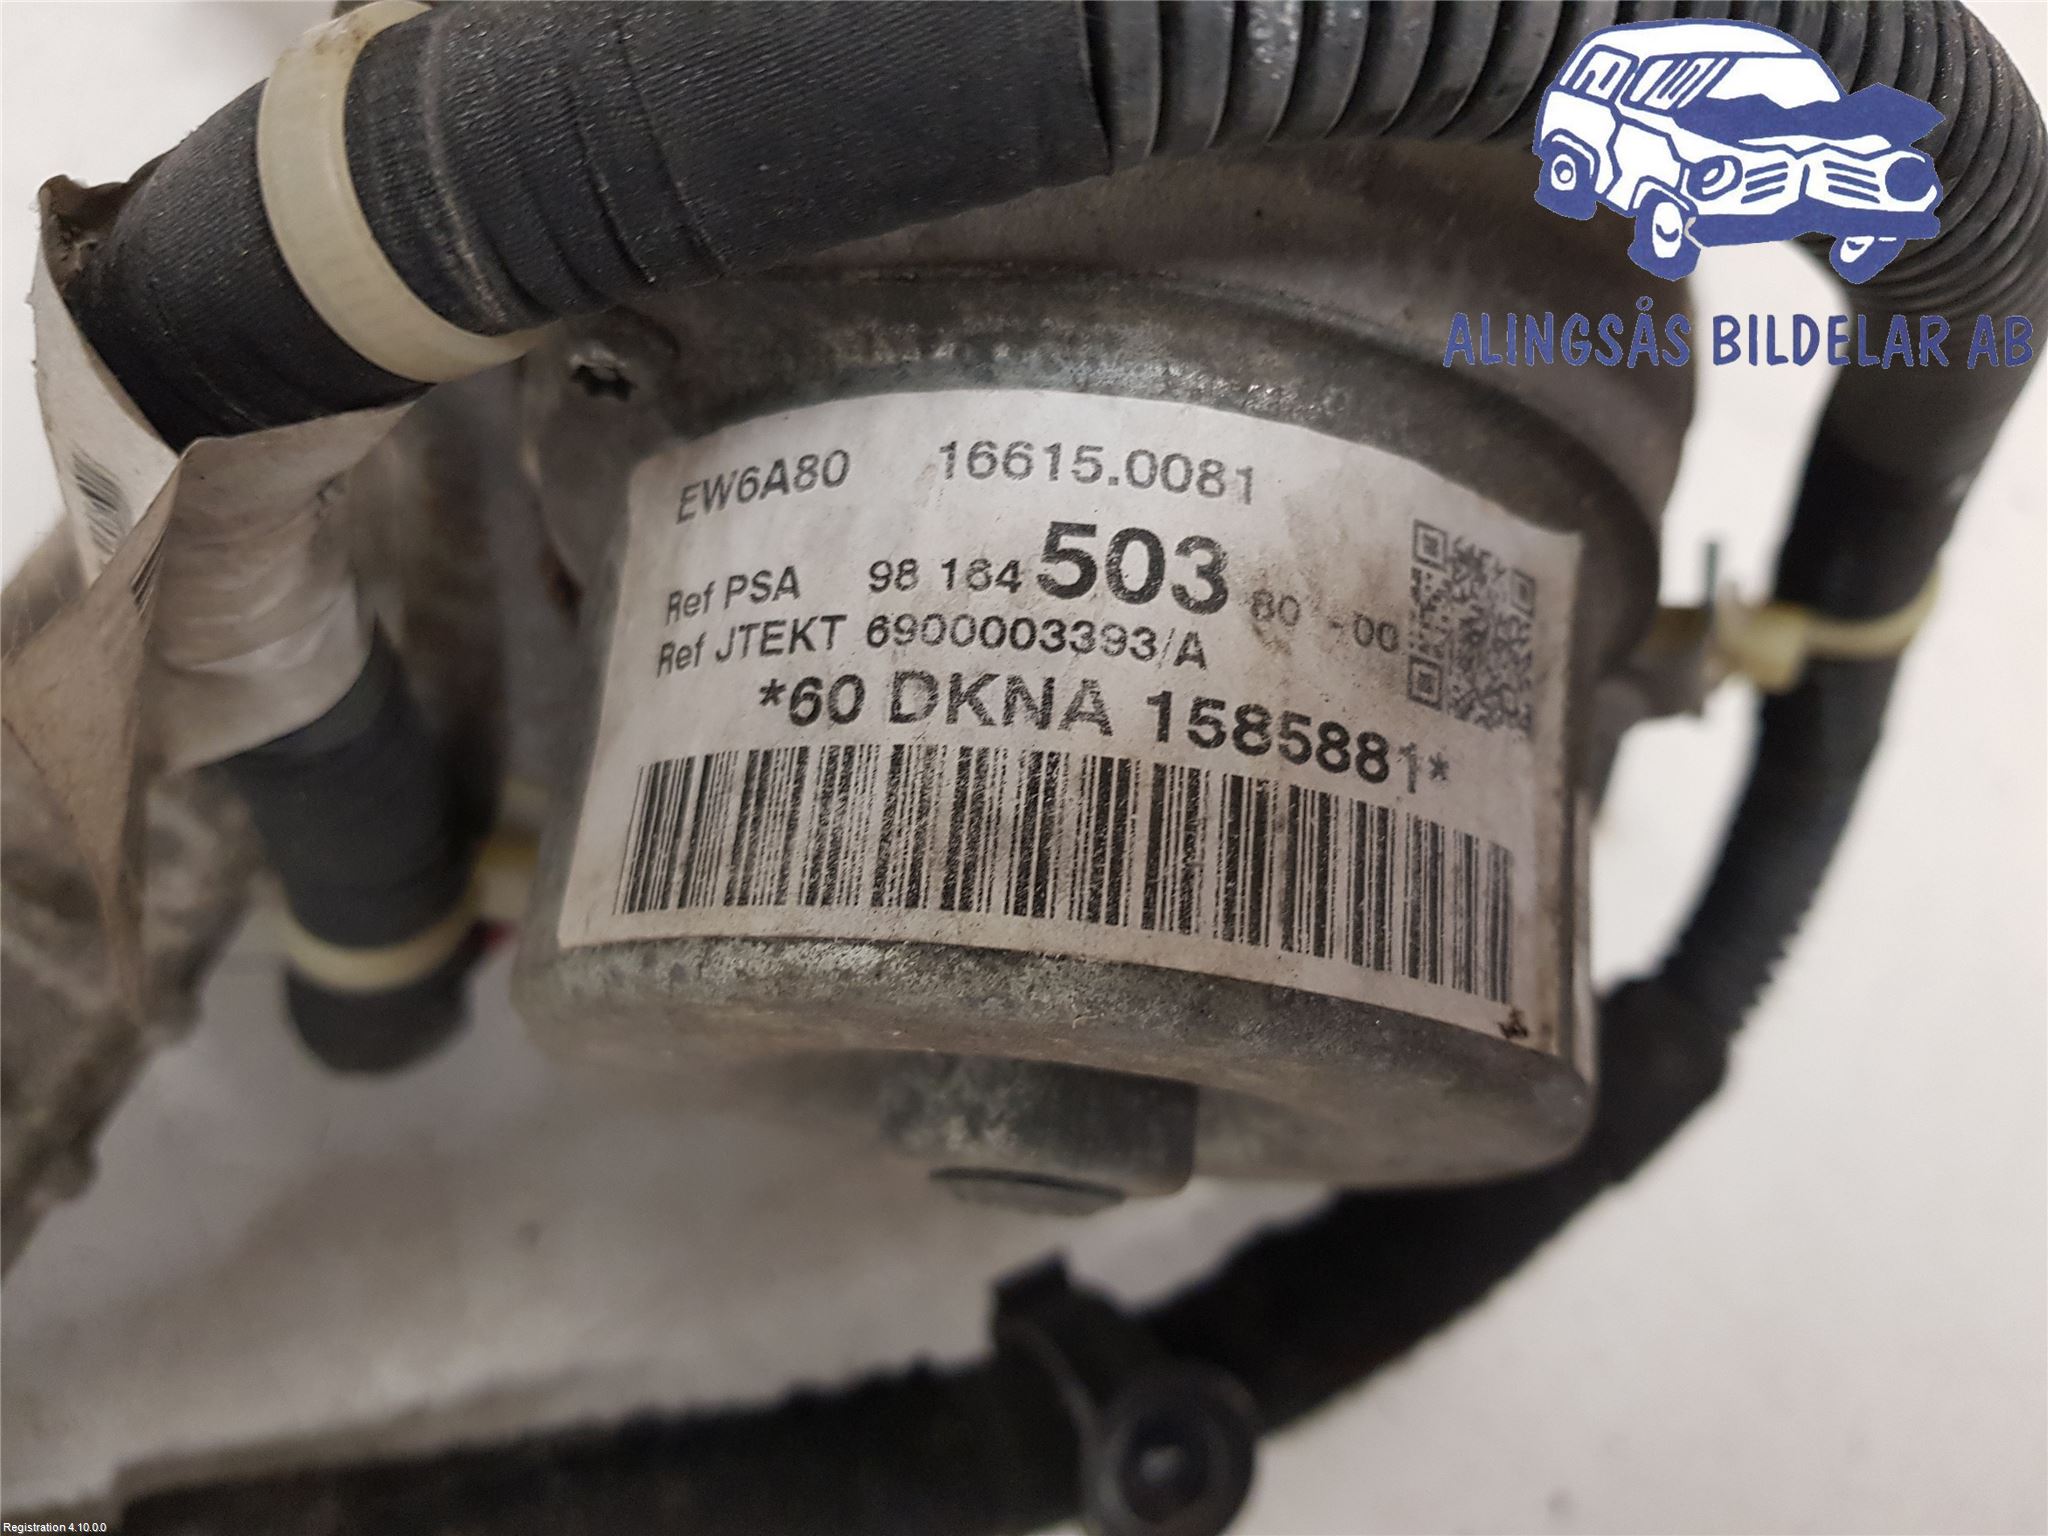 ALINGSÅS BILDELAR AB
EW6A80 16615.0081
Ref PSA 98 164 503 80 -00
Ref JTEKT 6900003393/A
*60 DKNA 1585881*
Registration 4.10.0.0